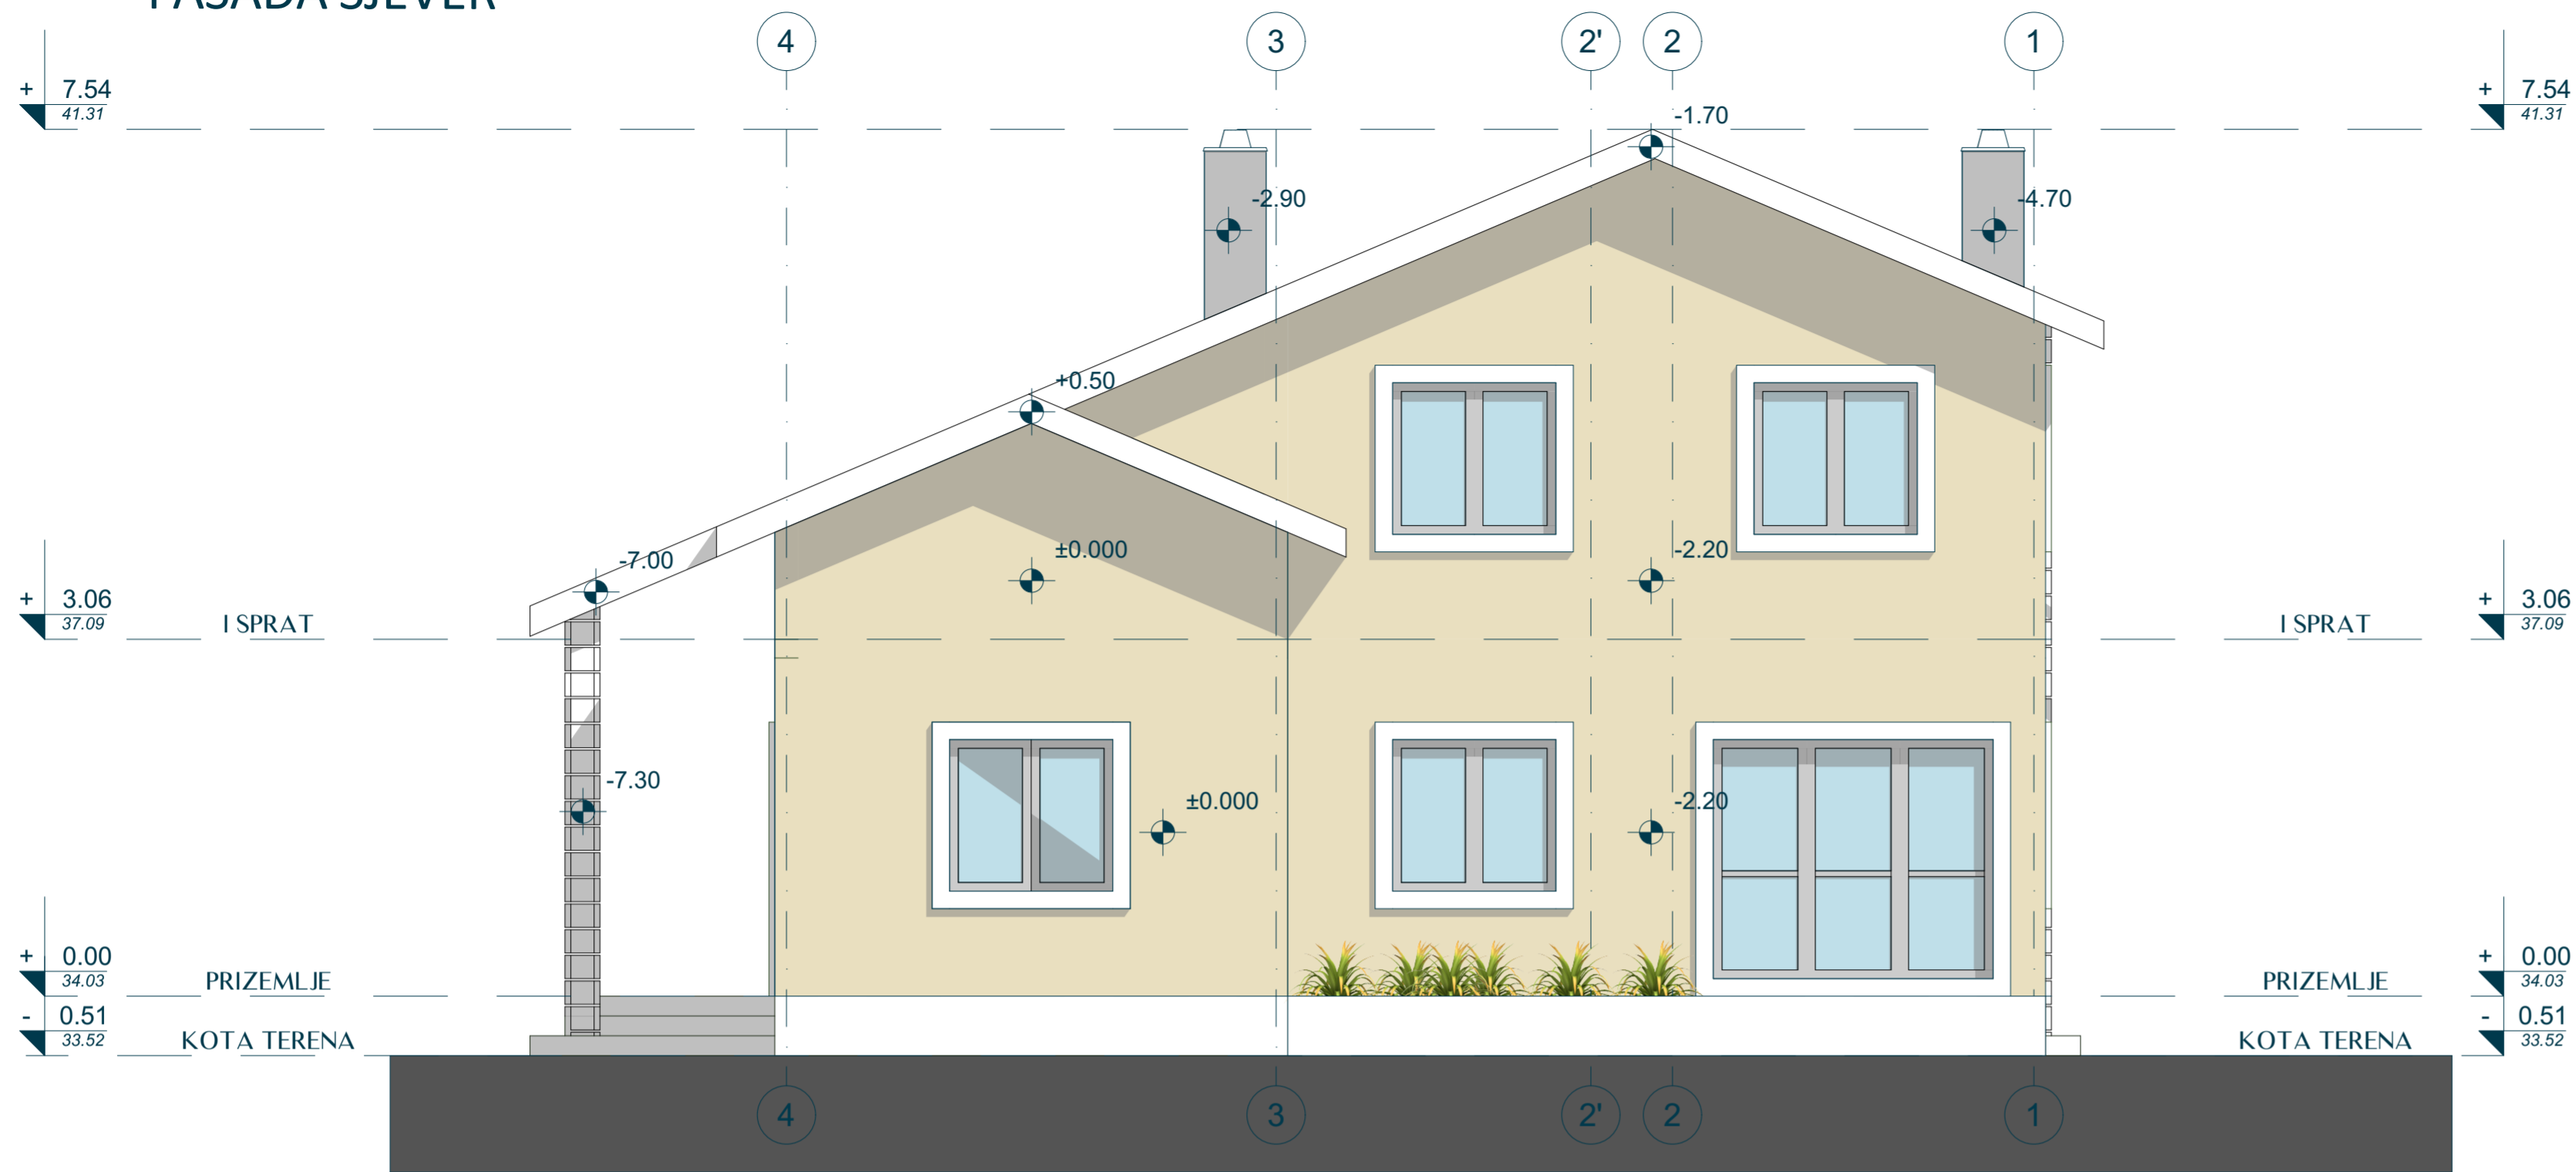 FASADA SJEVER
4 3 2' 2 1
+ 7.54 + 7.54
41.31 41.31
-1.70
-2.90 -4.70
+0.50
±0.000 -2.20
-7.00
+ 3.06 + 3.06
37.09 I SPRAT I SPRAT 37.09
-7.30
±0.000 -2.20
+ 0.00 + 0.00
34.03 PRIZEMLJE PRIZEMLJE 34.03
- 0.51 - 0.51
33.52 KOTA TERENA KOTA TERENA 33.52
4 3 2' 2 1